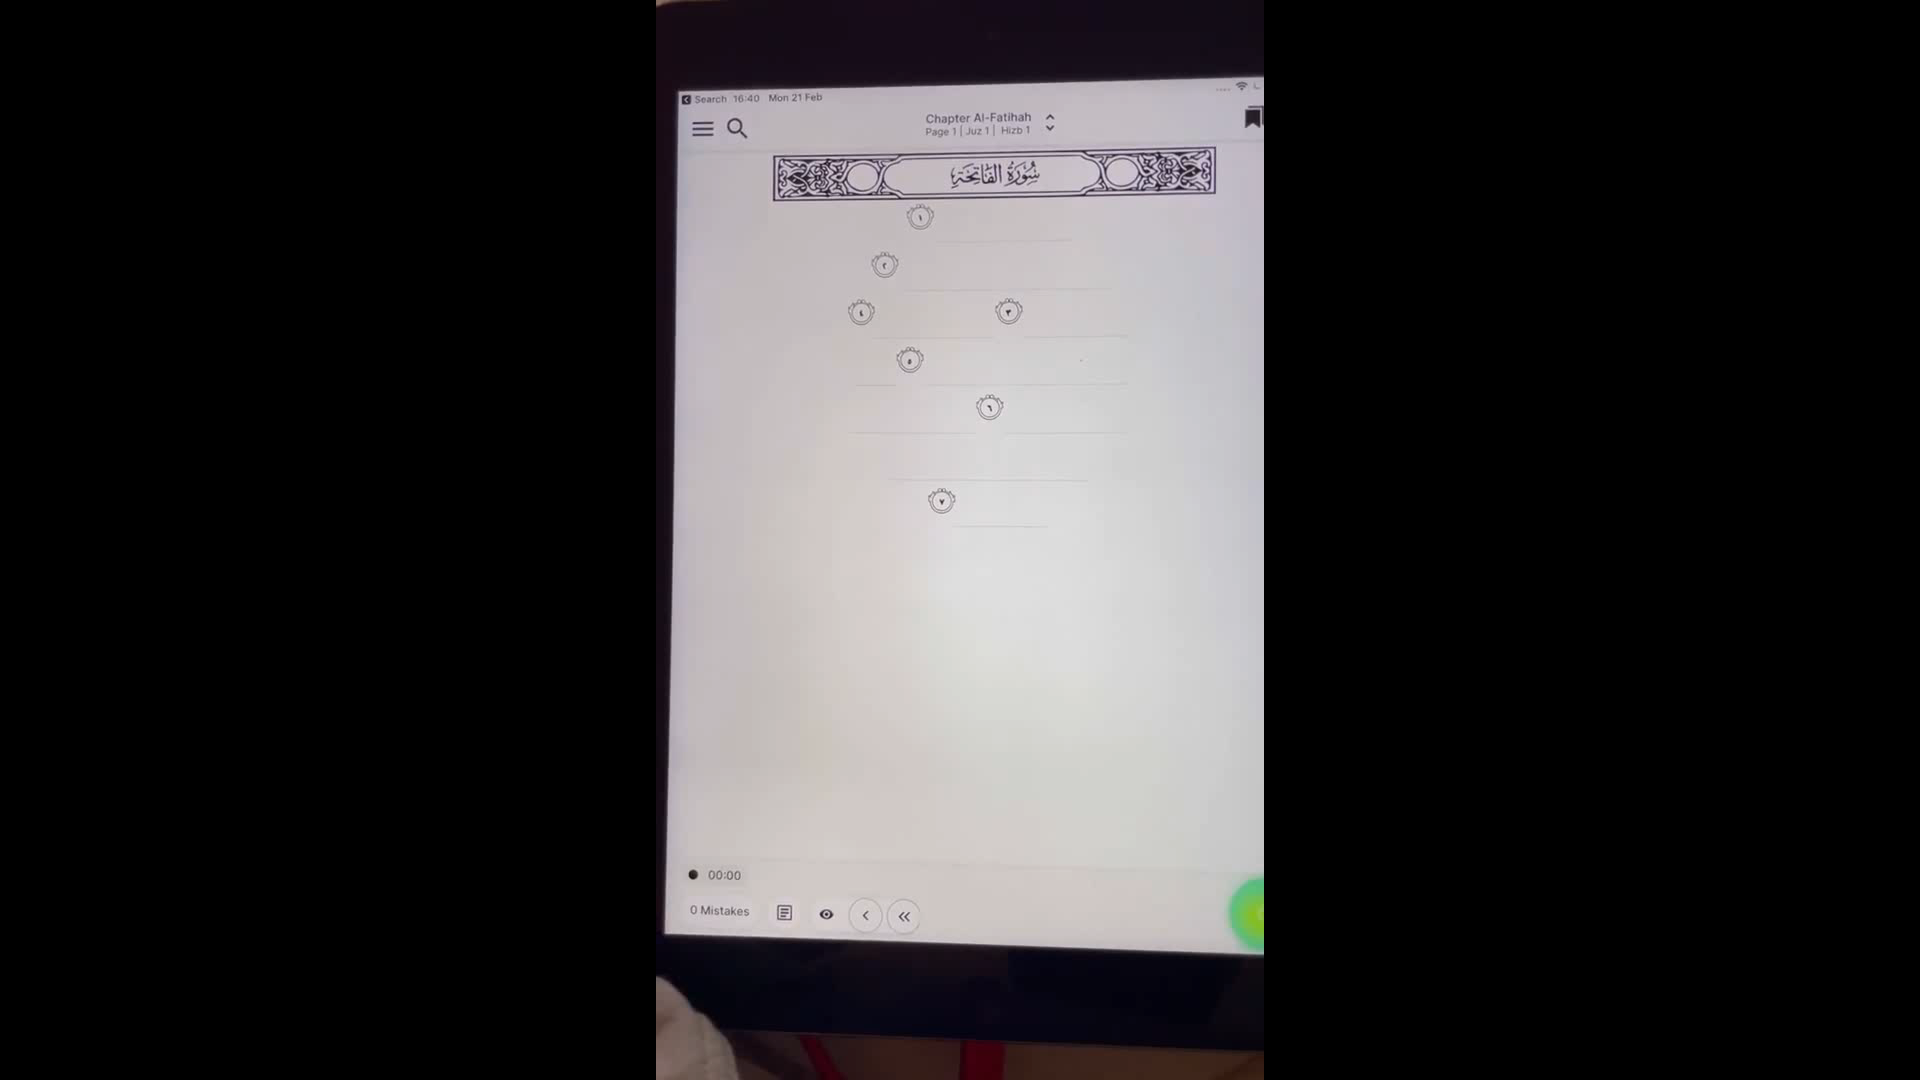 Search 16:40 Mon 21 Feb
Chapter Al-Fatihah
Page 1 | Juz 1 | Hizb 1
سُورَةُ الفَاتِحَةِ
١
٢
٣ ٤
٥
٦
٧
00:00
0 Mistakes